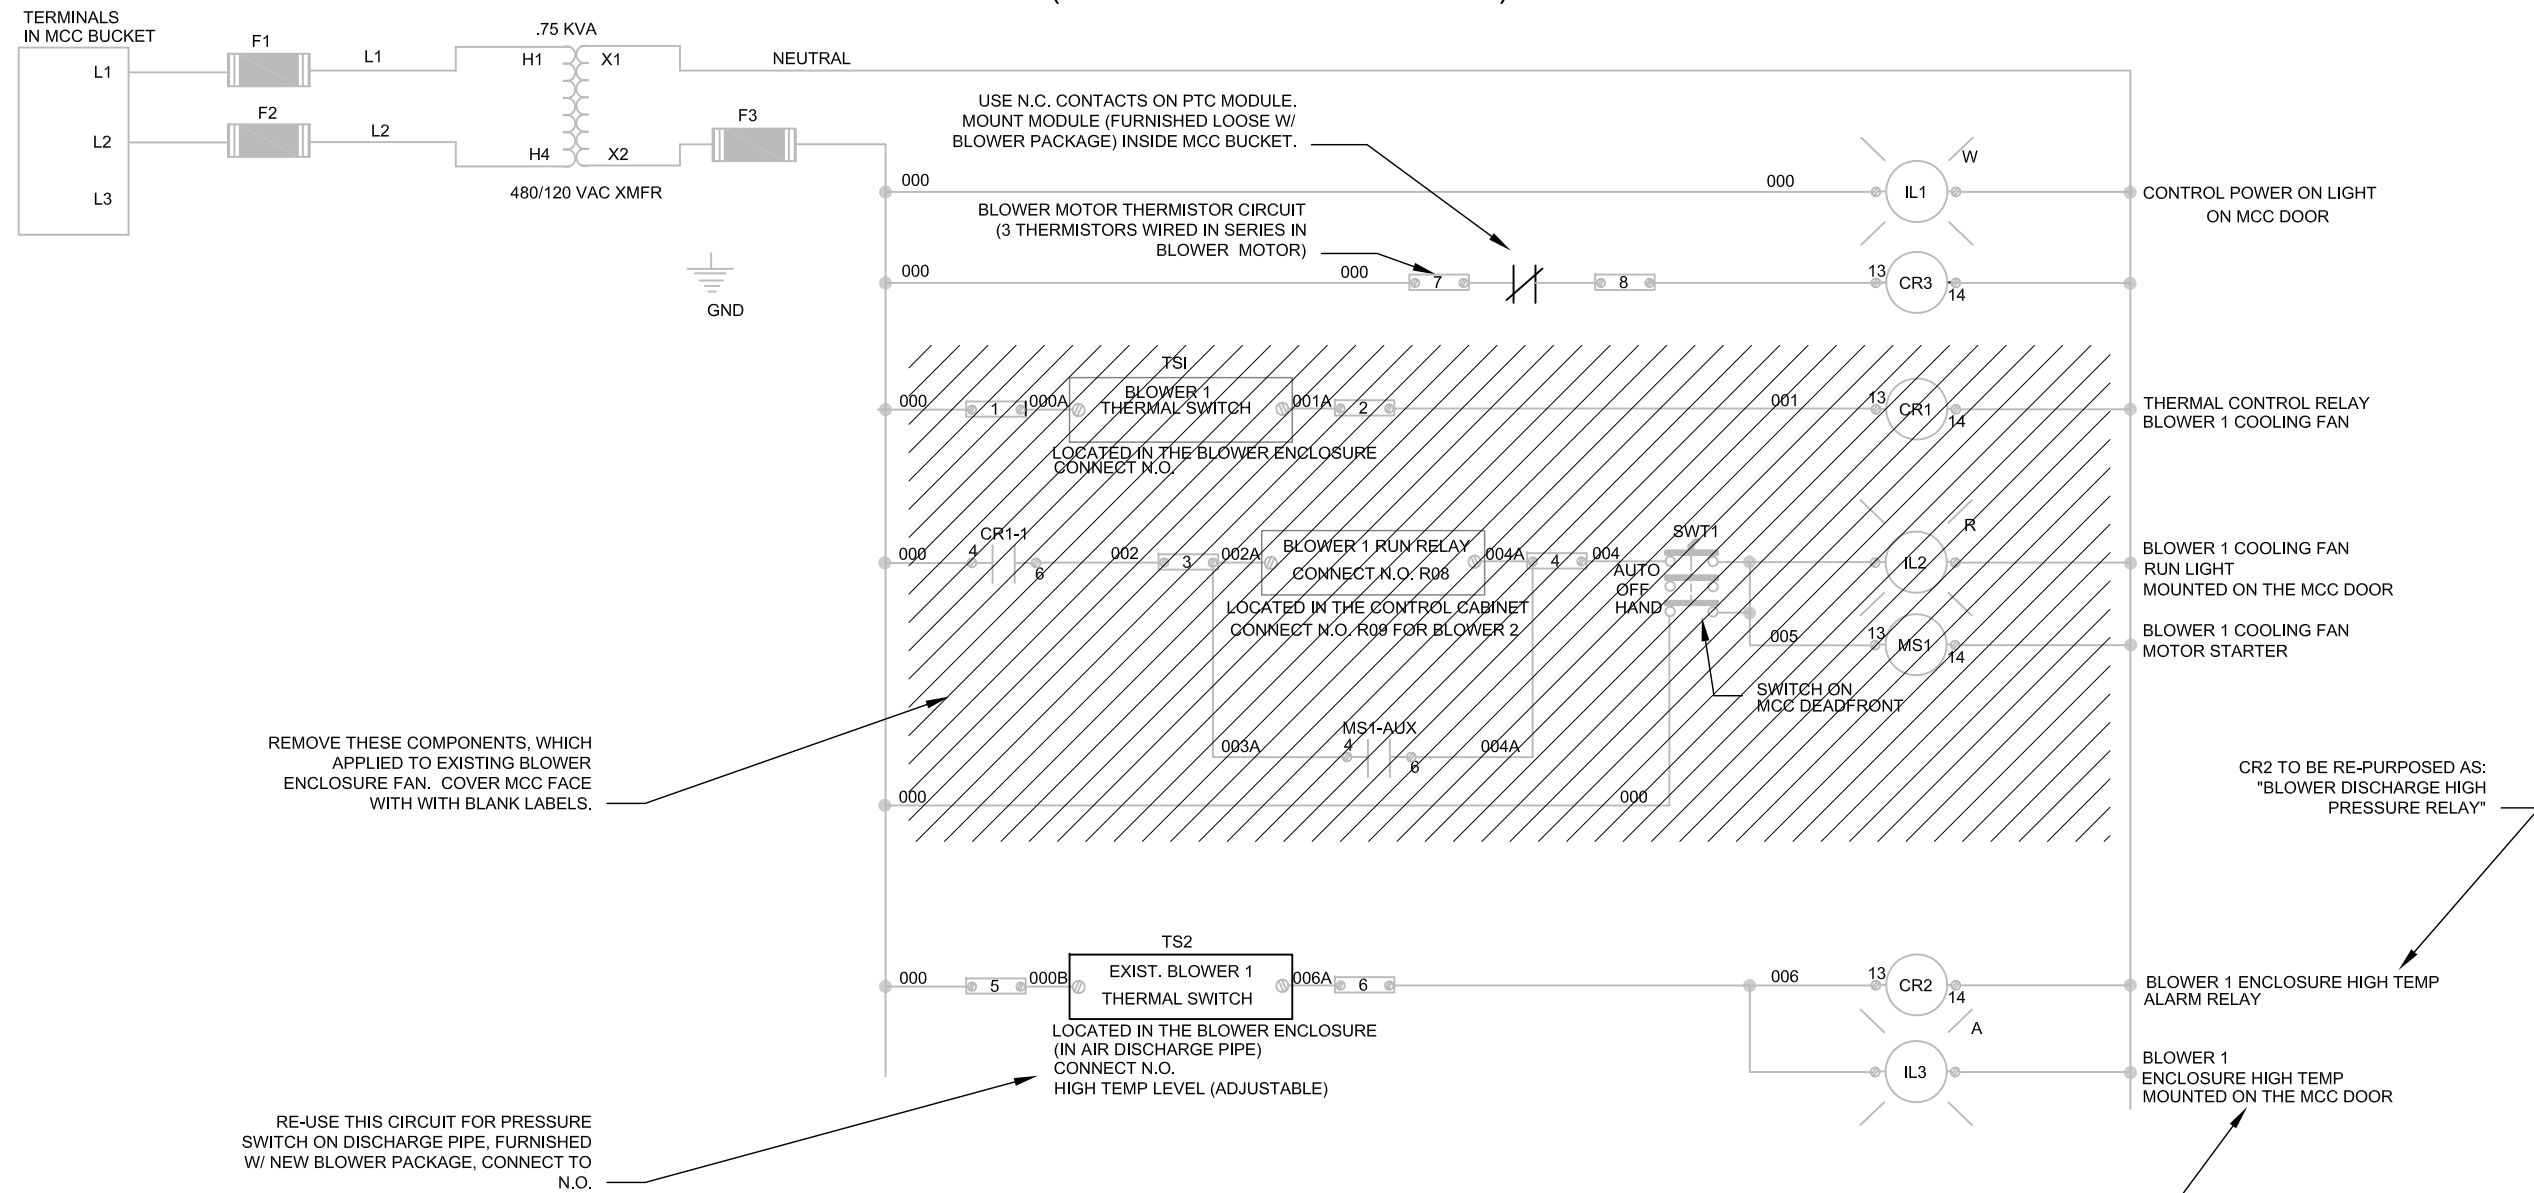 TERMINALS
IN MCC BUCKET
L1
L2
L3
F1
F2
L1
L2
.75 KVA
H1
X1
H4
X2
480/120 VAC XMFR
NEUTRAL
F3
GND
USE N.C. CONTACTS ON PTC MODULE.
MOUNT MODULE (FURNISHED LOOSE W/
BLOWER PACKAGE) INSIDE MCC BUCKET.
000
000
IL1
W
CONTROL POWER ON LIGHT
ON MCC DOOR
BLOWER MOTOR THERMISTOR CIRCUIT
(3 THERMISTORS WIRED IN SERIES IN
BLOWER MOTOR)
000
000
7
8
13
CR3
14
TSI
000
1
000A
BLOWER 1
THERMAL SWITCH
001A
2
001
13
CR1
14
THERMAL CONTROL RELAY
BLOWER 1 COOLING FAN
LOCATED IN THE BLOWER ENCLOSURE
CONNECT N.O.
000
CR1-1
4
6
002
3
002A
BLOWER 1 RUN RELAY
CONNECT N.O. R08
004A
4
004
SWT1
AUTO
OFF
HAND
IL2
R
BLOWER 1 COOLING FAN
RUN LIGHT
MOUNTED ON THE MCC DOOR
LOCATED IN THE CONTROL CABINET
CONNECT N.O. R09 FOR BLOWER 2
005
13
MS1
14
BLOWER 1 COOLING FAN
MOTOR STARTER
SWITCH ON
MCC DEADFRONT
MS1-AUX
003A
4
6
004A
000
000
REMOVE THESE COMPONENTS, WHICH
APPLIED TO EXISTING BLOWER
ENCLOSURE FAN. COVER MCC FACE
WITH WITH BLANK LABELS.
CR2 TO BE RE-PURPOSED AS:
"BLOWER DISCHARGE HIGH
PRESSURE RELAY"
TS2
000
5
000B
EXIST. BLOWER 1
THERMAL SWITCH
006A
6
006
13
CR2
14
BLOWER 1 ENCLOSURE HIGH TEMP
ALARM RELAY
LOCATED IN THE BLOWER ENCLOSURE
(IN AIR DISCHARGE PIPE)
CONNECT N.O.
HIGH TEMP LEVEL (ADJUSTABLE)
A
IL3
BLOWER 1
ENCLOSURE HIGH TEMP
MOUNTED ON THE MCC DOOR
RE-USE THIS CIRCUIT FOR PRESSURE
SWITCH ON DISCHARGE PIPE, FURNISHED
W/ NEW BLOWER PACKAGE, CONNECT TO
N.O.